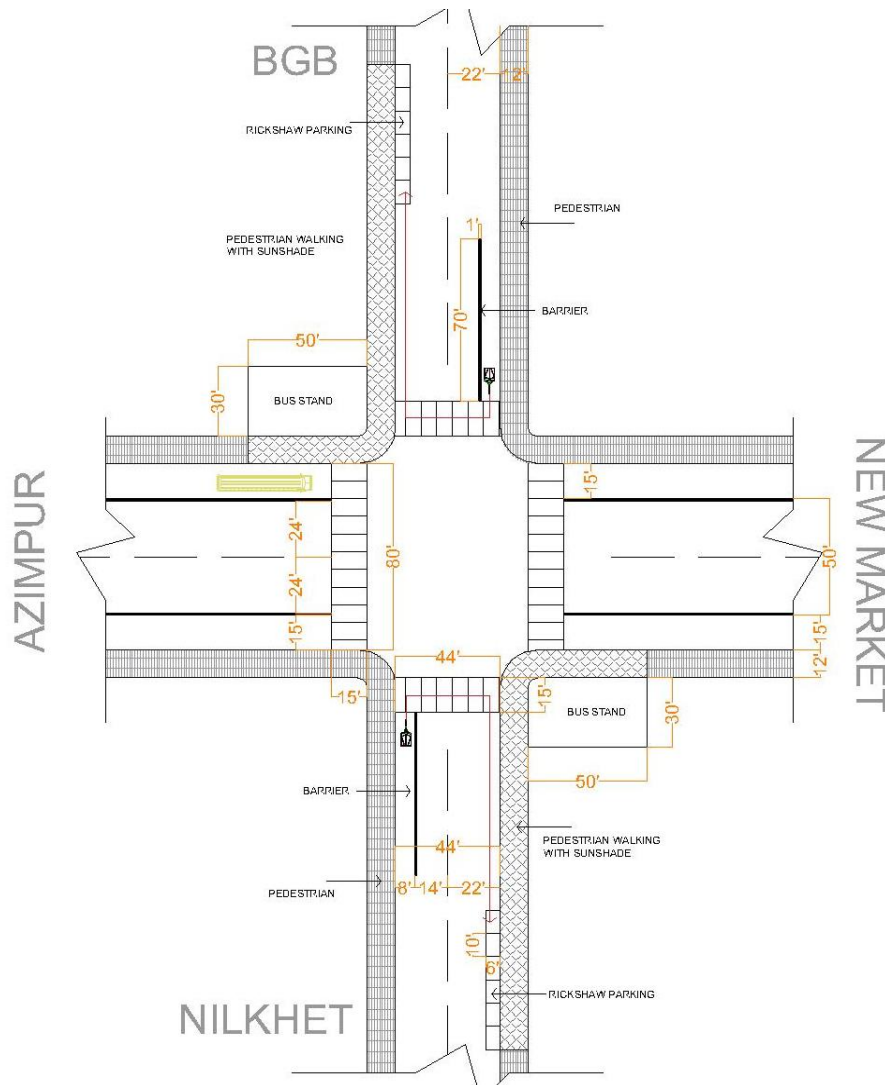 BGB
22'
12'
RICKSHAW PARKING
PEDESTRIAN
PEDESTRIAN WALKING
WITH SUNSHADE
1'
70'
BARRIER
50'
30'
BUS STAND
AZIMPUR
NEW MARKET
15'
24'
80'
50'
24'
15'
15'
12'
44'
15'
15'
BUS STAND
30'
BARRIER
50'
PEDESTRIAN WALKING
WITH SUNSHADE
44'
PEDESTRIAN
8'
14'
22'
10'
6'
RICKSHAW PARKING
NILKHET